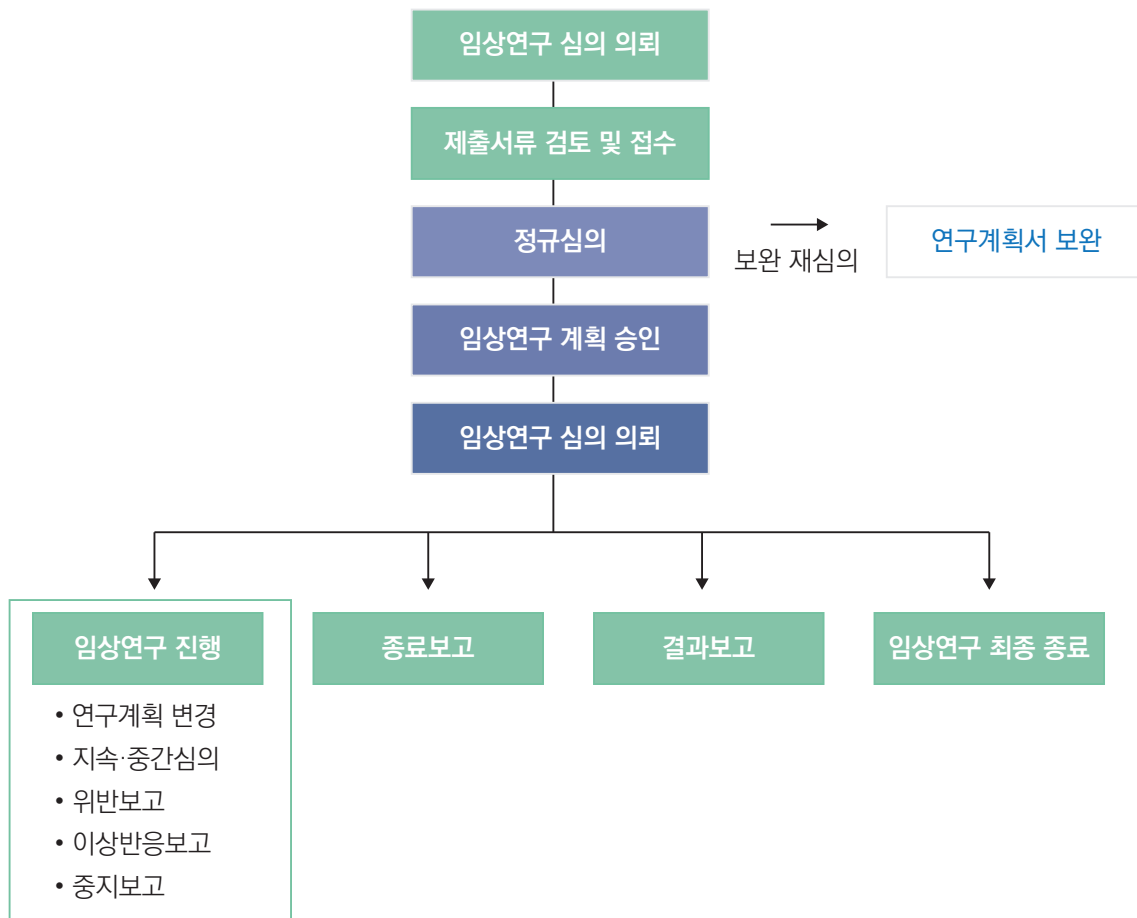 임상연구 심의 의뢰
제출서류 검토 및 접수
정규심의
보완 재심의
연구계획서 보완
임상연구 계획 승인
임상연구 심의 의뢰
임상연구 진행
• 연구계획 변경
• 지속·중간심의
• 위반보고
• 이상반응보고
• 중지보고
종료보고
결과보고
임상연구 최종 종료